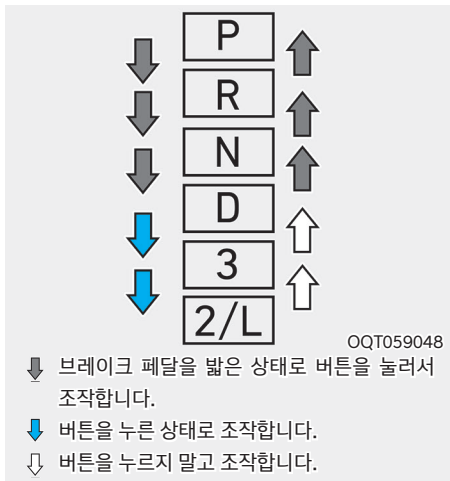 P
R
N
D
3
2/L
OQT059048
브레이크 페달을 밟은 상태로 버튼을 눌러서
조작합니다.
버튼을 누른 상태로 조작합니다.
버튼을 누르지 말고 조작합니다.